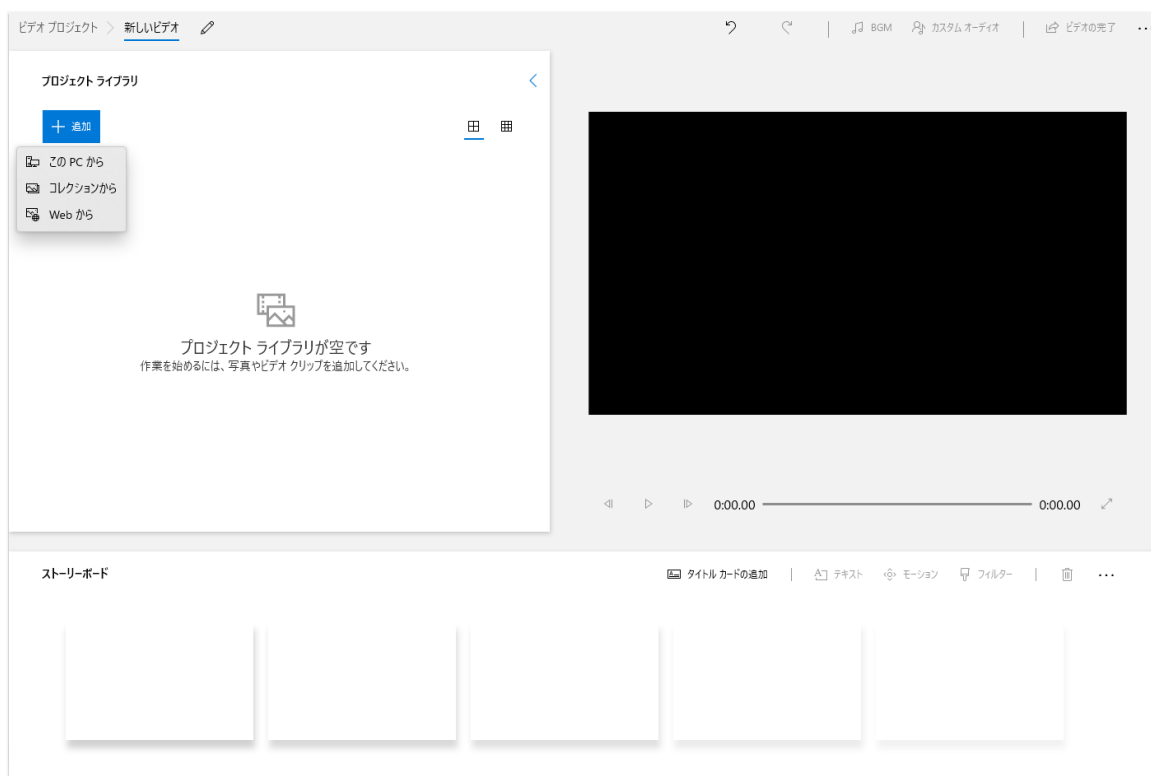 ビデオ プロジェクト
新しいビデオ
BGM
カスタム オーディオ
ビデオの完了
プロジェクト ライブラリ
追加
この PC から
コレクションから
Web から
プロジェクト ライブラリが空です
作業を始めるには、写真やビデオ クリップを追加してください。
0:00.00
0:00.00
ストーリーボード
タイトル カードの追加
テキスト
モーション
フィルター